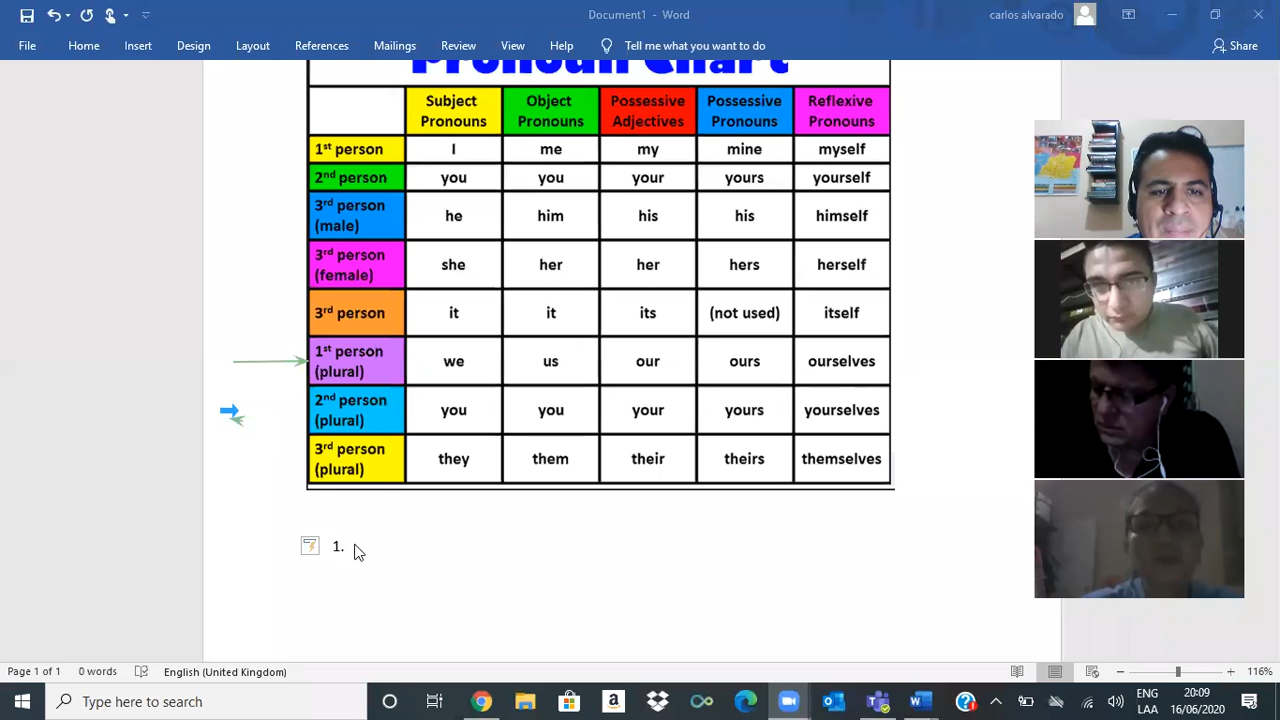 Document1 - Word
carlos alvarado
File Home Insert Design Layout References Mailings Review View Help Tell me what you want to do Share
Pronoun Chart
Subject Pronouns Object Pronouns Possessive Adjectives Possessive Pronouns Reflexive Pronouns
1st person I me my mine myself
2nd person you you your yours yourself
3rd person (male) he him his his himself
3rd person (female) she her her hers herself
3rd person it it its (not used) itself
1st person (plural) we us our ours ourselves
2nd person (plural) you you your yours yourselves
3rd person (plural) they them their theirs themselves
1.
Page 1 of 1 0 words English (United Kingdom) 116%
Type here to search
ENG 20:09
LAA 16/06/2020